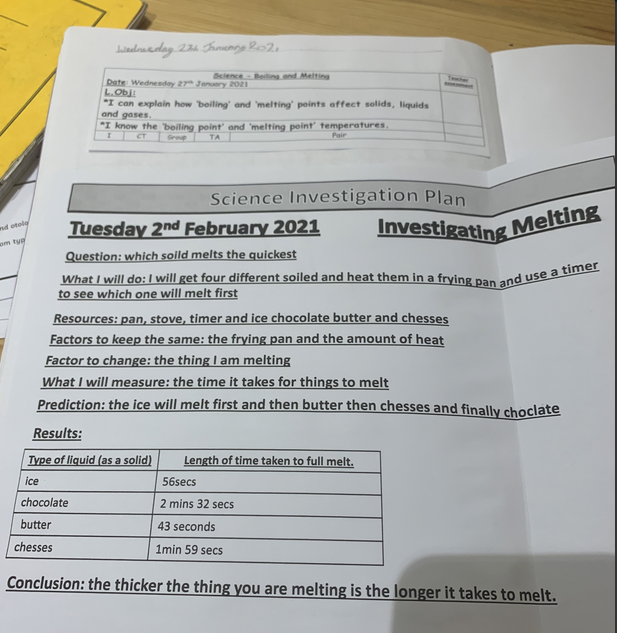 Wednesday 27th January 2021
Science - Boiling and Melting
Teacher assessment
Date: Wednesday 27th January 2021
L.Obj:
*I can explain how 'boiling' and 'melting' points affect solids, liquids
and gases.
*I know the 'boiling point' and 'melting point' temperatures.
I CT Group TA Pair
Science Investigation Plan
Tuesday 2nd February 2021 Investigating Melting
Question: which soild melts the quickest
What I will do: I will get four different soiled and heat them in a frying pan and use a timer
to see which one will melt first
Resources: pan, stove, timer and ice chocolate butter and chesses
Factors to keep the same: the frying pan and the amount of heat
Factor to change: the thing I am melting
What I will measure: the time it takes for things to melt
Prediction: the ice will melt first and then butter then chesses and finally choclate
Results:
Type of liquid (as a solid) Length of time taken to full melt.
ice 56secs
chocolate 2 mins 32 secs
butter 43 seconds
chesses 1min 59 secs
Conclusion: the thicker the thing you are melting is the longer it takes to melt.